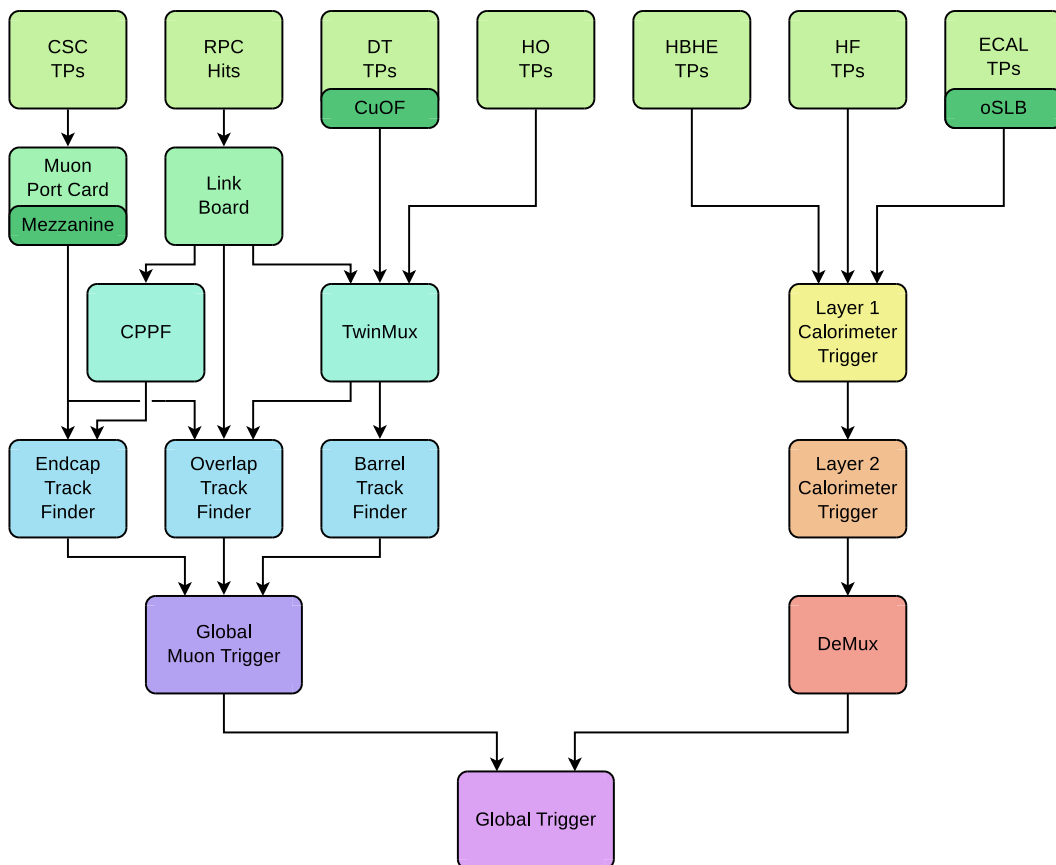 CSC
TPs
RPC
Hits
DT
TPs
CuOF
HO
TPs
HBHE
TPs
HF
TPs
ECAL
TPs
oSLB
Muon
Port Card
Mezzanine
Link
Board
CPPF
TwinMux
Layer 1
Calorimeter
Trigger
Endcap
Track
Finder
Overlap
Track
Finder
Barrel
Track
Finder
Layer 2
Calorimeter
Trigger
Global
Muon Trigger
DeMux
Global Trigger